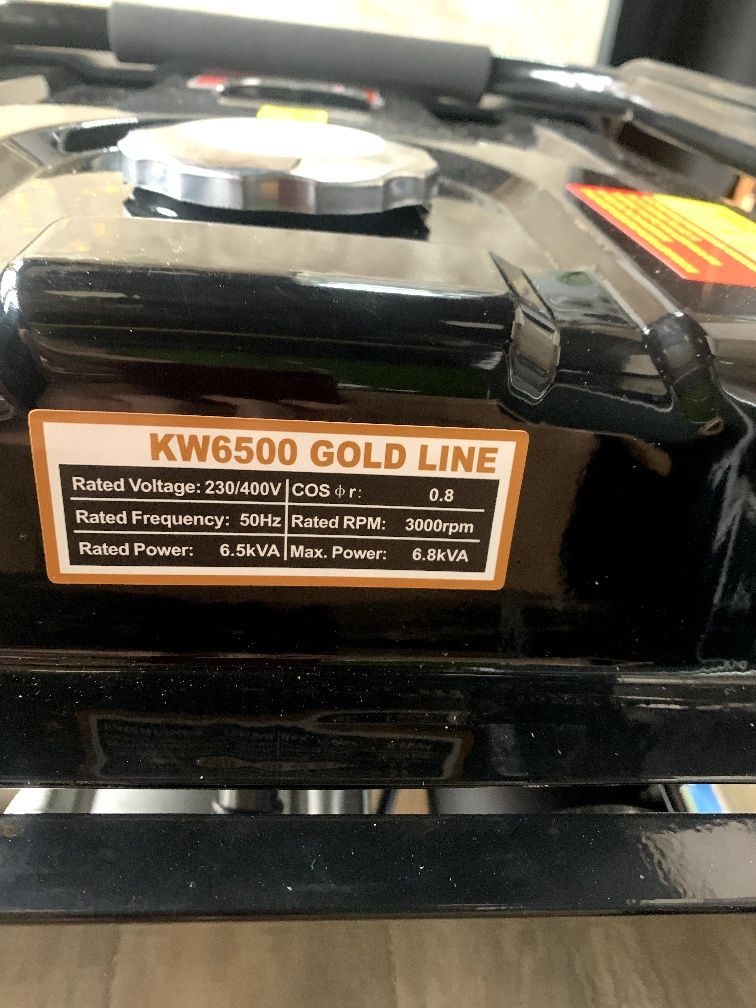 KW6500 GOLD LINE
Rated Voltage: 230/400V COS ϕ r: 0.8
Rated Frequency: 50Hz Rated RPM: 3000rpm
Rated Power: 6.5kVA Max. Power: 6.8kVA